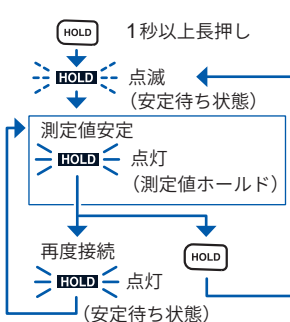 HOLD 1秒以上長押し
HOLD 点滅
（安定待ち状態）
測定値安定
HOLD 点灯
（測定値ホールド）
再度接続
HOLD
HOLD 点灯
（安定待ち状態）